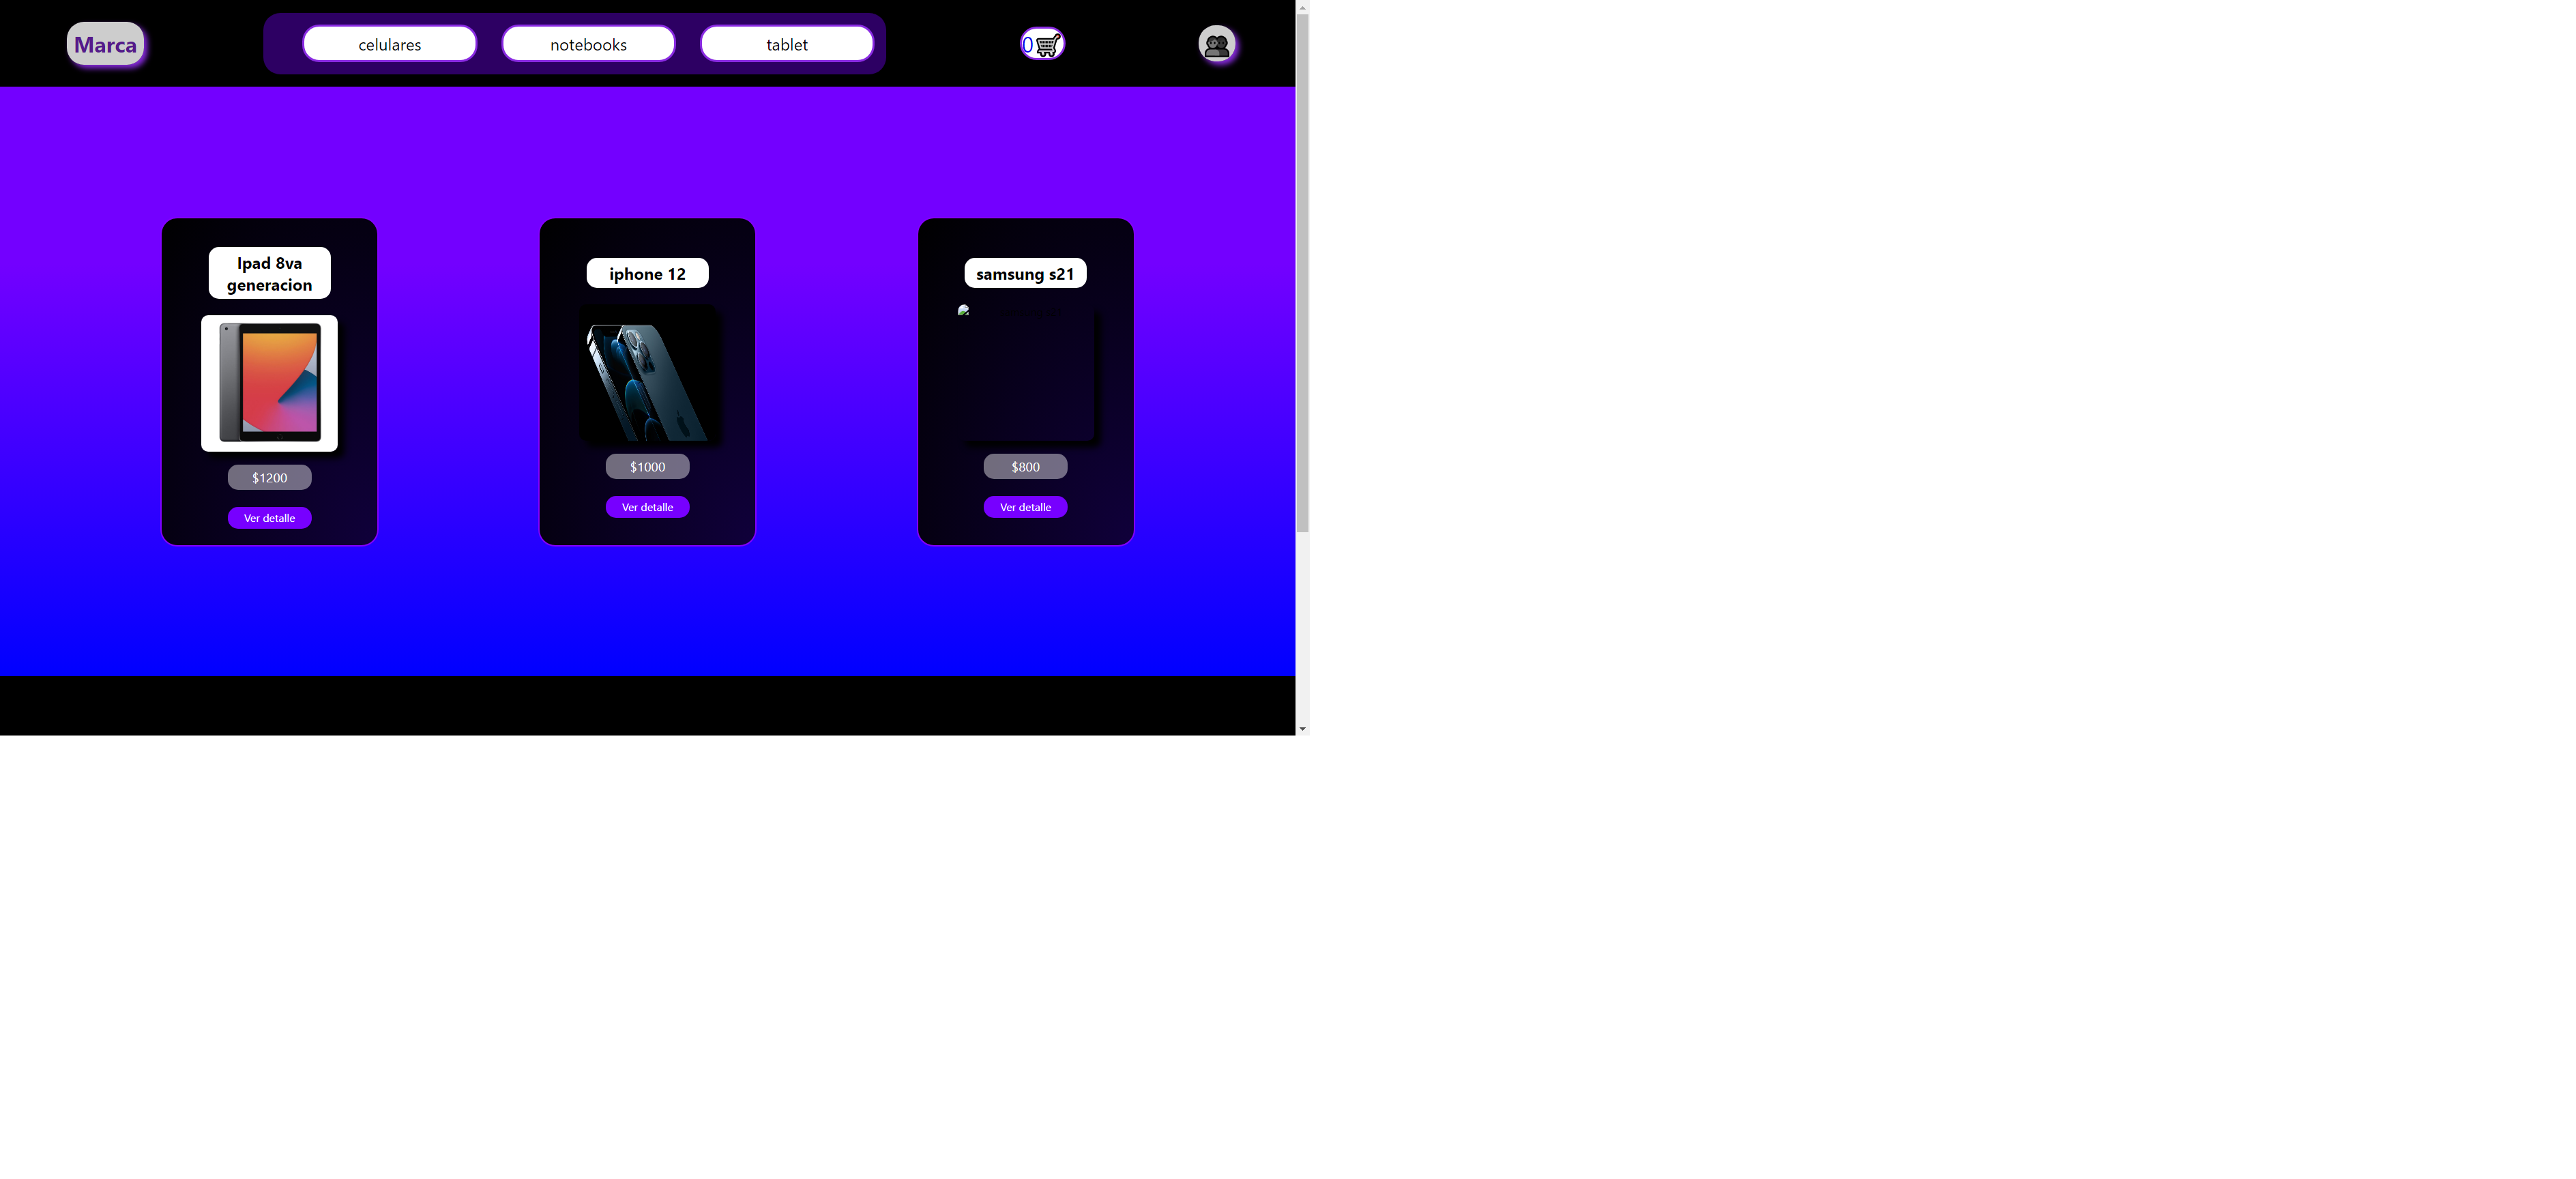 Marca
celulares
notebooks
tablet
0
Ipad 8va
generacion
$1200
Ver detalle
iphone 12
$1000
Ver detalle
samsung s21
$800
Ver detalle